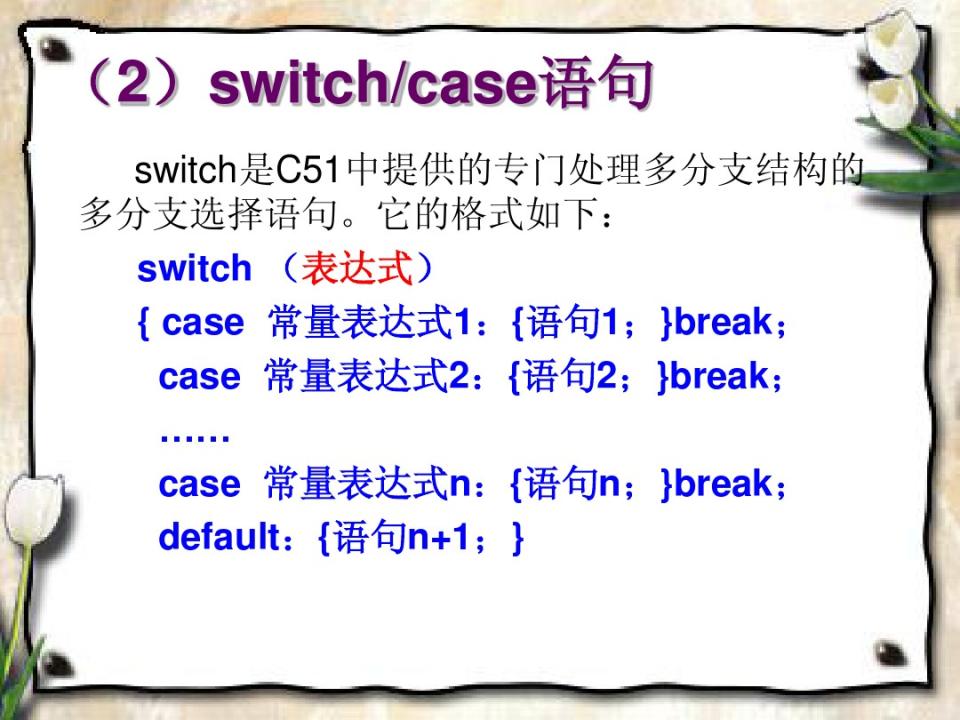 （2）switch/case语句
switch是C51中提供的专门处理多分支结构的
多分支选择语句。它的格式如下：
switch （表达式）
{ case 常量表达式1：{语句1；}break；
case 常量表达式2：{语句2；}break；
……
case 常量表达式n：{语句n；}break；
default：{语句n+1；}